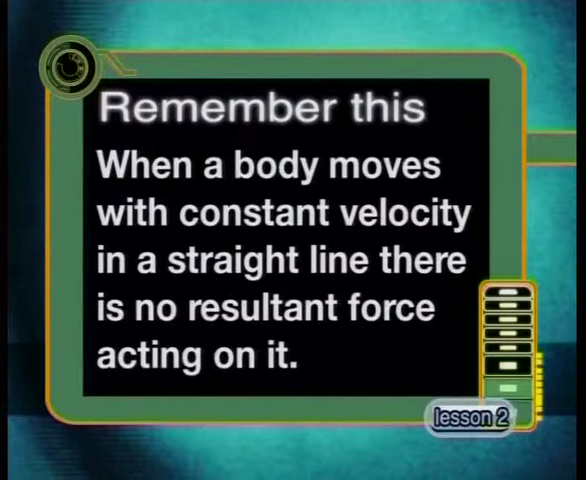 Remember this
When a body moves
with constant velocity
in a straight line there
is no resultant force
acting on it.
lesson 2